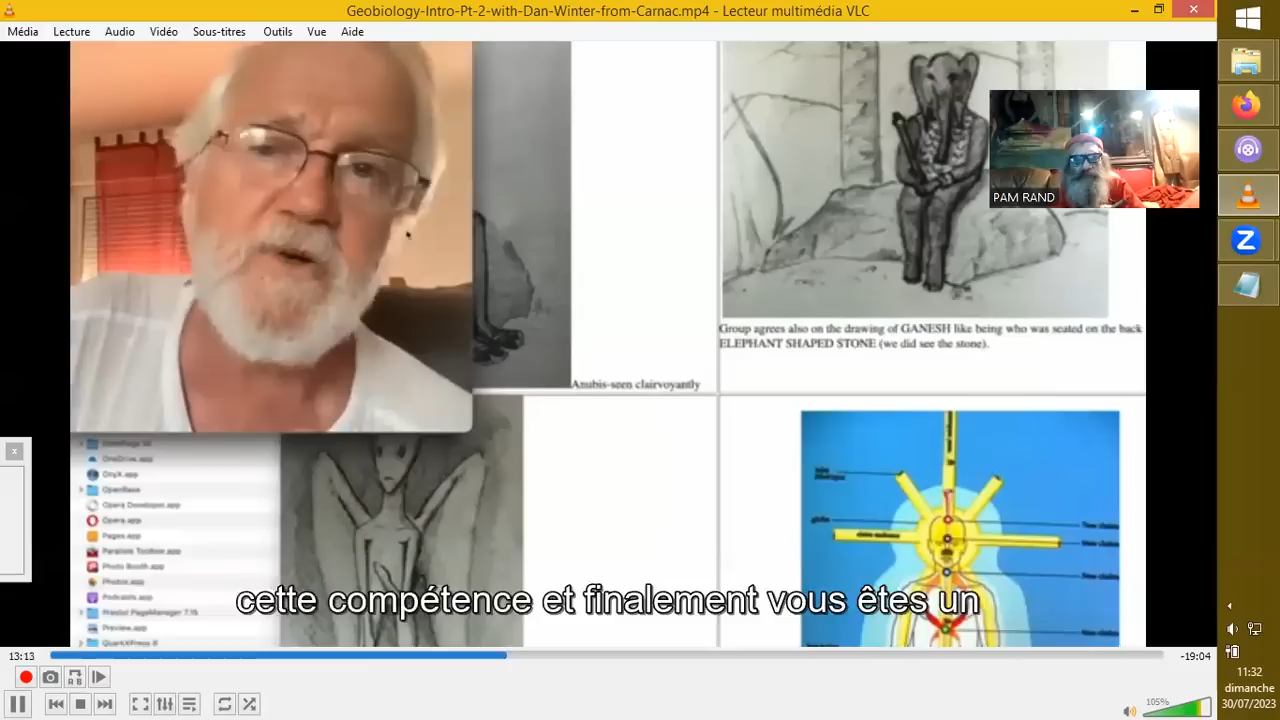 Geobiology-Intro-Pt-2-with-Dan-Winter-from-Carnac.mp4 - Lecteur multimédia VLC
Média Lecture Audio Vidéo Sous-titres Outils Vue Aide
PAM RAND
Group agrees also on the drawing of GANESH like being who was seated on the back
ELEPHANT SHAPED STONE (we did see the stone).
Anubis-seen clairvoyantly
OneDrive.app
OnyX.app
OpenBase
Opera Developer.app
Opera.app
Pages.app
Parallels Toolbox.app
Photo Booth.app
Photos.app
Podcasts.app
Preview.app
cette compétence et finalement vous êtes un
13:13
-19:04
105%
11:32
dimanche
30/07/2023